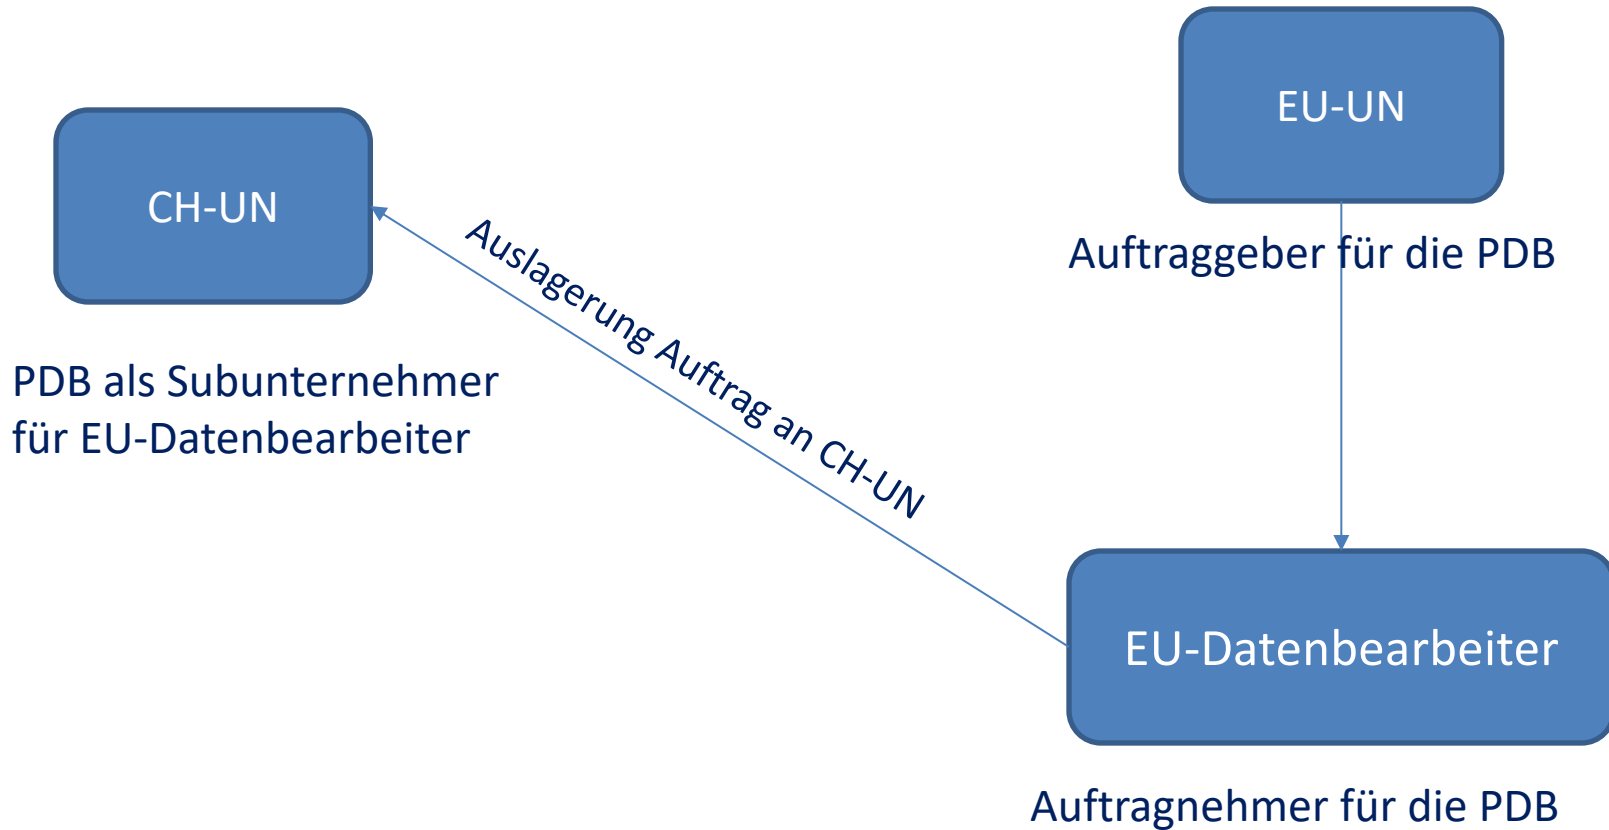 EU-UN
CH-UN
Auftraggeber für die PDB
Auslagerung Auftrag an CH-UN
PDB als Subunternehmer
für EU-Datenbearbeiter
EU-Datenbearbeiter
Auftragnehmer für die PDB